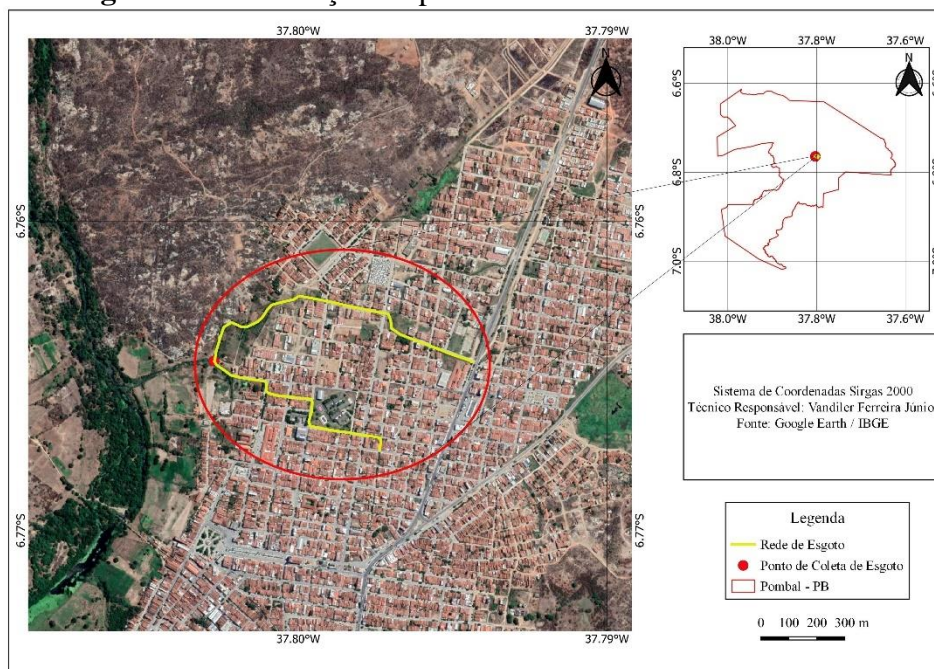 37.80°W 37.79°W
6.76°S
6.77°S
37.80°W 37.79°W
38.0°W 37.8°W 37.6°W
6.6°S
6.8°S
7.0°S
38.0°W 37.8°W 37.6°W
Sistema de Coordenadas Sirgas 2000
Técnico Responsável: Vandiler Ferreira Júnio
Fonte: Google Earth / IBGE
Legenda
Rede de Esgoto
Ponto de Coleta de Esgoto
Pombal - PB
0 100 200 300 m